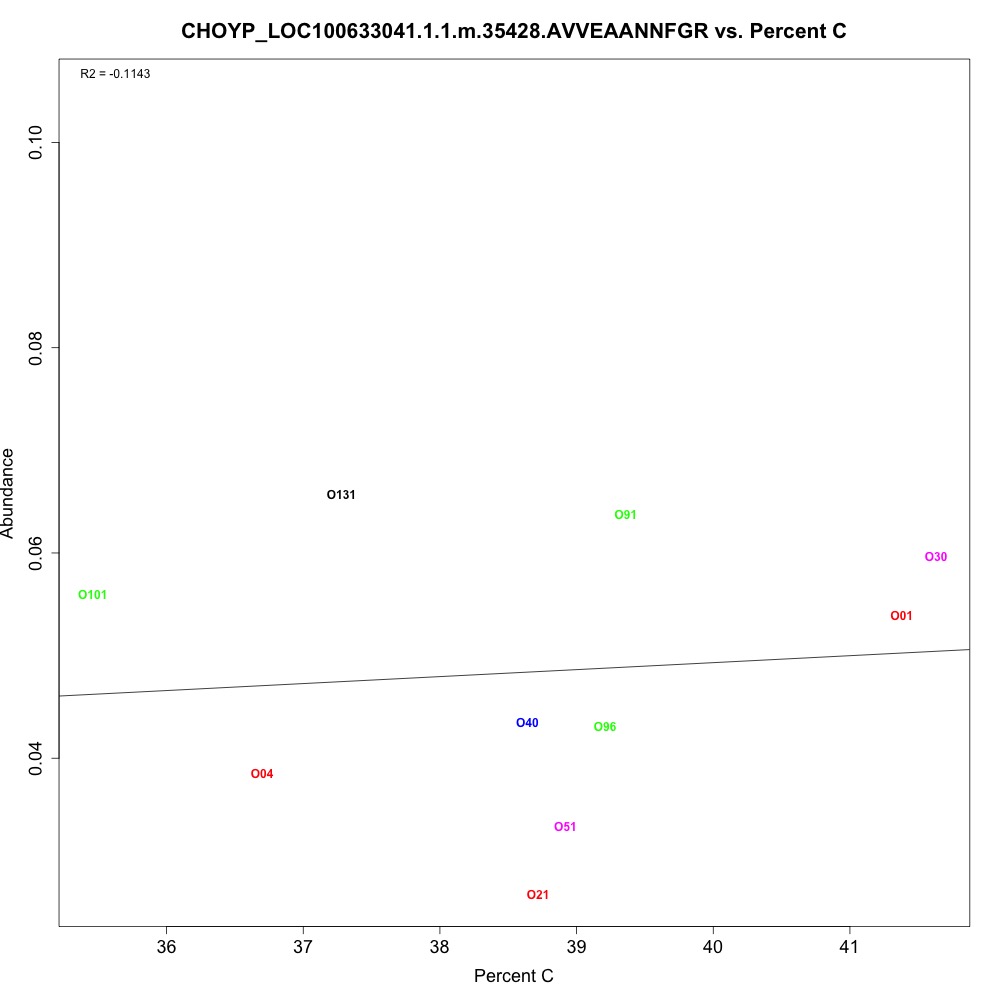 CHOYP_LOC100633041.1.1.m.35428.AVVEAANNFGR vs. Percent C
R2 = -0.1143
0.10
0.08
Abundance
O131
O91
0.06
O30
O101
O01
O40
O96
0.04
O04
O51
O21
36 37 38 39 40 41
Percent C